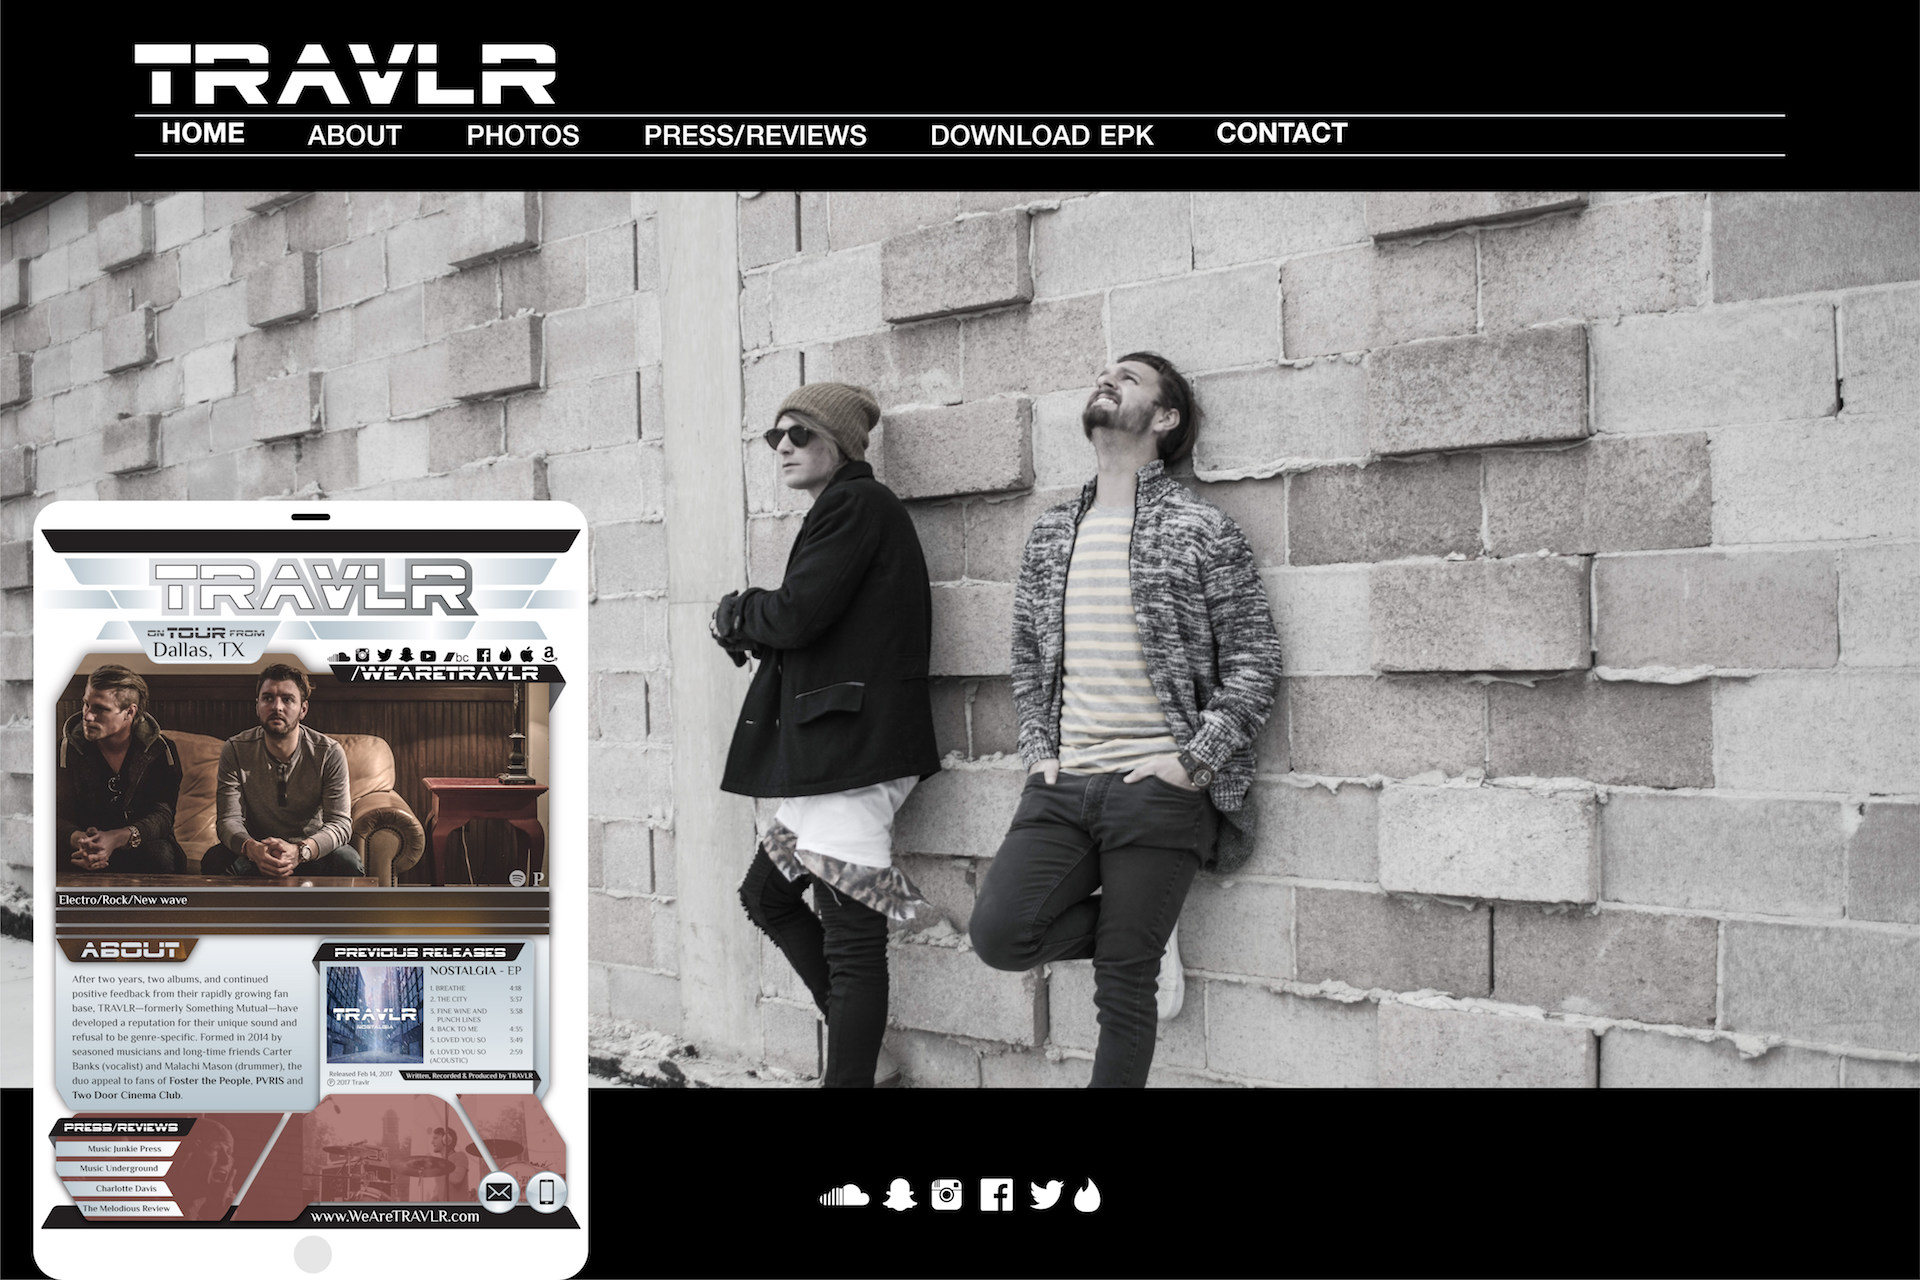 TRAVLR
HOME ABOUT PHOTOS PRESS/REVIEWS DOWNLOAD EPK CONTACT
TRAVLR
ON TOUR FROM
Dallas, TX
bc
/WEARETRAVLR
Electro/Rock/New wave
ABOUT
After two years, two albums, and continued
positive feedback from their rapidly growing fan
base, TRAVLR—formerly Something Mutual—have
developed a reputation for their unique sound and
refusal to be genre-specific. Formed in 2014 by
seasoned musicians and long-time friends Carter
Banks (vocalist) and Malachi Mason (drummer), the
duo appeal to fans of Foster the People, PVRIS and
Two Door Cinema Club.
PREVIOUS RELEASES
TRAVLR
NOSTALGIA
NOSTALGIA - EP
1. BREATHE 4:18
2. THE CITY 5:37
3. FINE WINE AND 5:38
PUNCH LINES
4. BACK TO ME 4:35
5. LOVED YOU SO 5:49
6. LOVED YOU SO 2:59
(ACOUSTIC)
Released Feb 14, 2017
℗ 2017 Travlr
Written, Recorded & Produced by TRAVLR
PRESS/REVIEWS
Music Junkie Press
Music Underground
Charlotte Davis
The Melodious Review
www.WeAreTRAVLR.com